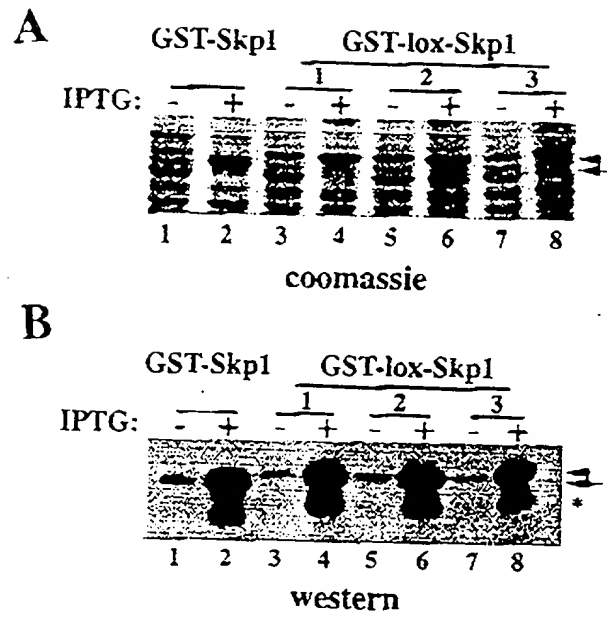 A
GST-Skp1 GST-lox-Skp1
1 2 3
IPTG: - + - + - + - +
1 2 3 4 5 6 7 8
coomassie
B
GST-Skp1 GST-lox-Skp1
1 2 3
IPTG: - + - + - + - +
*
1 2 3 4 5 6 7 8
western